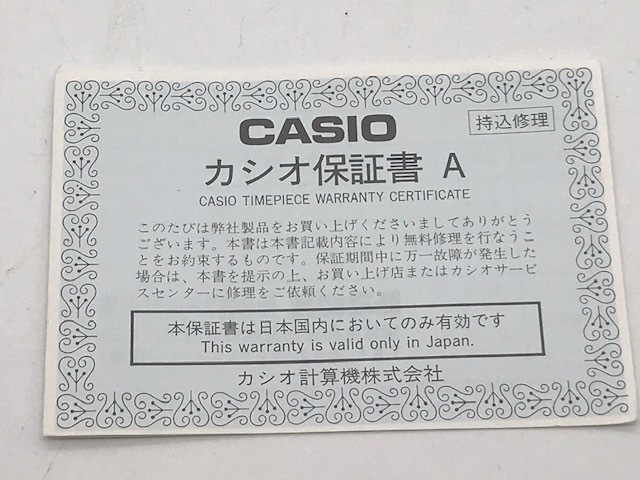 CASIO
持込修理
カシオ保証書 A
CASIO TIMEPIECE WARRANTY CERTIFICATE
このたびは弊社製品をお買い上げくださいましてありがとう
ございます。本書は本書記載内容により無料修理を行なうこ
とをお約束するものです。保証期間中に万一故障が発生した
場合は、本書を提示の上、お買い上げ店またはカシオサービ
スセンターに修理をご依頼ください。
本保証書は日本国内においてのみ有効です
This warranty is valid only in Japan.
カシオ計算機株式会社